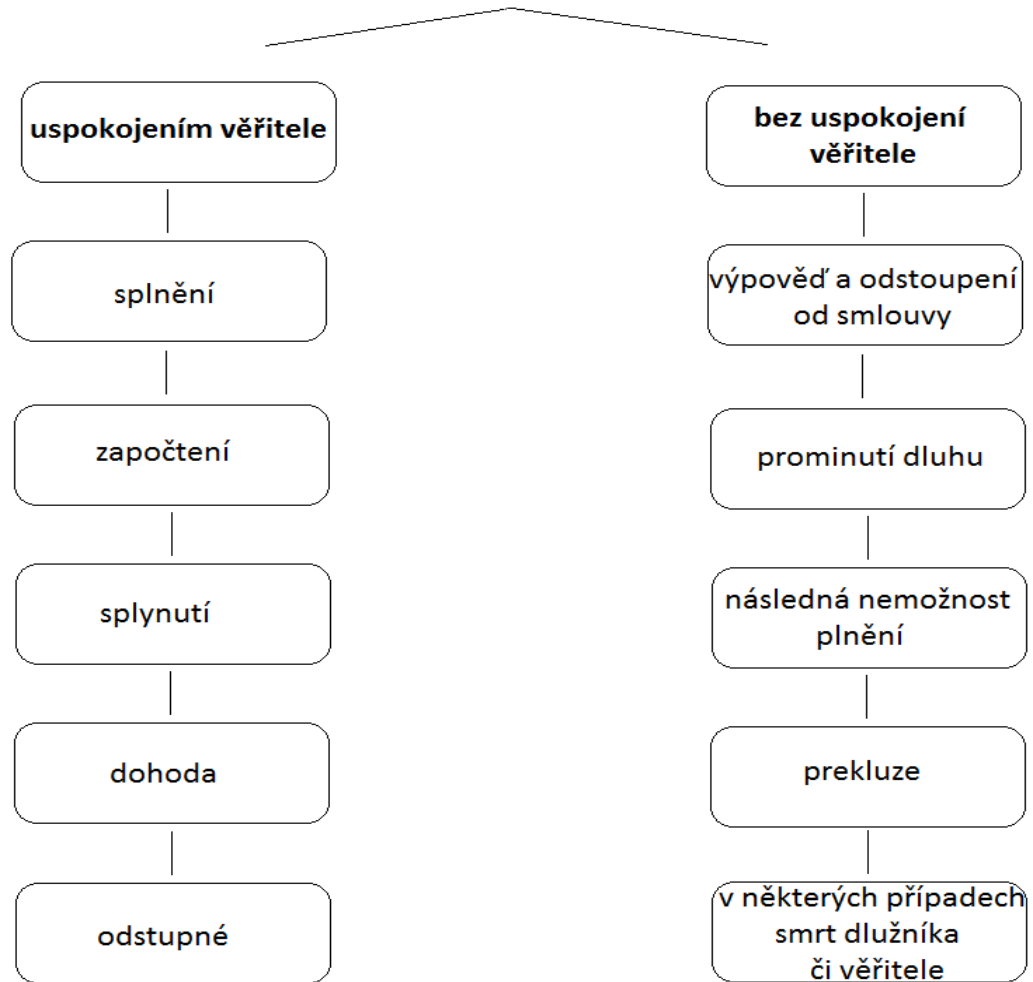 uspokojením věřitele
splnění
započtení
splynutí
dohoda
odstupné
bez uspokojení
věřitele
výpověď a odstoupení
od smlouvy
prominutí dluhu
následná nemožnost
plnění
prekluze
v některých případech
smrt dlužníka
či věřitele